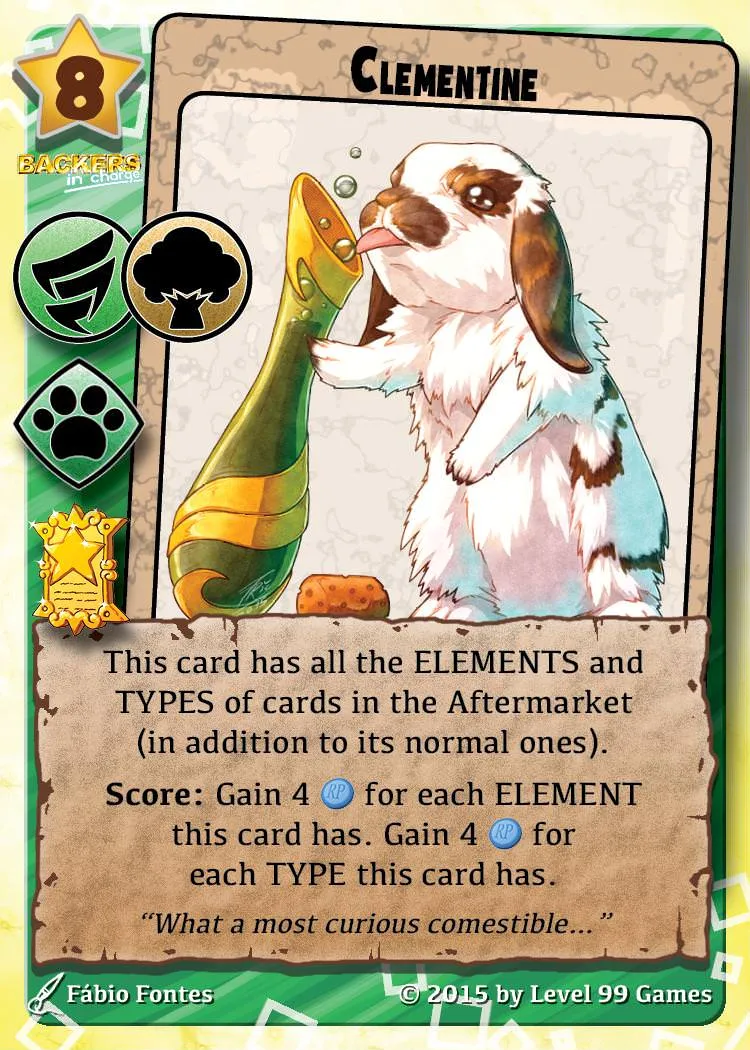 8
BACKERS
in charge
CLEMENTINE
This card has all the ELEMENTS and
TYPES of cards in the Aftermarket
(in addition to its normal ones).
Score: Gain 4 RP for each ELEMENT
this card has. Gain 4 RP for
each TYPE this card has.
“What a most curious comestible...”
Fábio Fontes
© 2015 by Level 99 Games